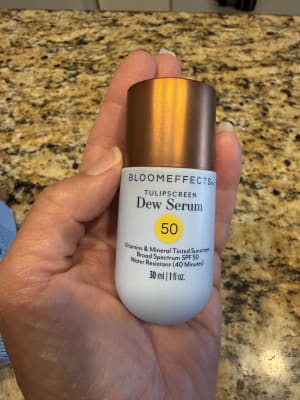 BLOOMEFFECTS
TULIPSCREEN
Dew Serum
50
Vitamins & Mineral Tinted Sunscreen
Broad Spectrum SPF 50
Water Resistant (40 Minutes)
30 ml | 1 fl oz.